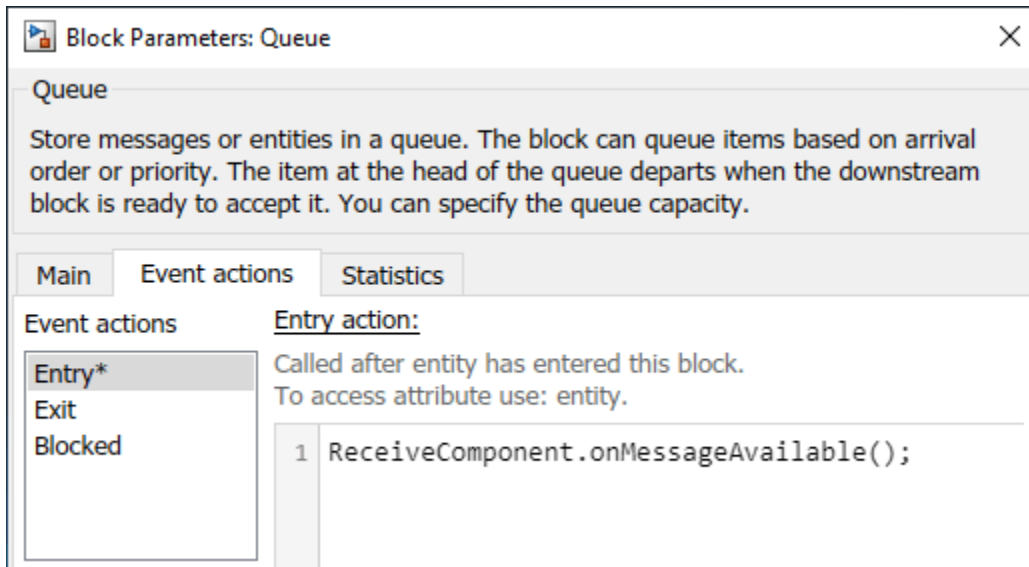 Block Parameters: Queue
Queue
Store messages or entities in a queue. The block can queue items based on arrival
order or priority. The item at the head of the queue departs when the downstream
block is ready to accept it. You can specify the queue capacity.
Main Event actions Statistics
Event actions
Entry*
Exit
Blocked
Entry action:
Called after entity has entered this block.
To access attribute use: entity.
1 ReceiveComponent.onMessageAvailable();